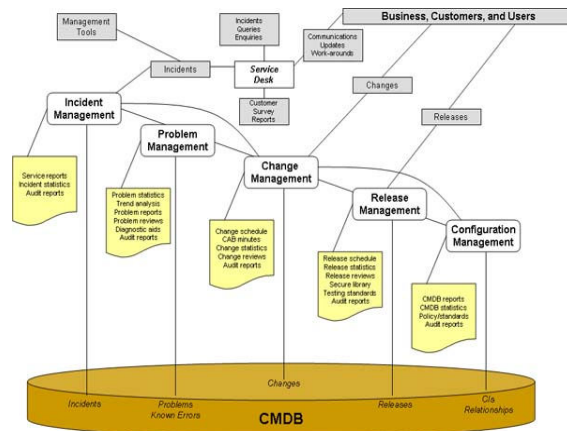 Management
Tools
Incidents
Queries
Enquiries
Business, Customers, and Users
Communications
Updates
Work-arounds
Incidents
Service
Desk
Customer
Survey
Reports
Changes
Releases
Incident
Management
Problem
Management
Change
Management
Release
Management
Configuration
Management
Service reports
Incident statistics
Audit reports
Problem statistics
Trend analysis
Problem reports
Problem reviews
Diagnostic aids
Audit reports
Change schedule
CAB minutes
Change statistics
Change reviews
Audit reports
Release schedule
Release statistics
Release reviews
Secure library
Testing standards
Audit reports
CMDB reports
CMDB statistics
Policy/standards
Audit reports
Incidents
Problems
Known Errors
Changes
Releases
CIs
Relationships
CMDB